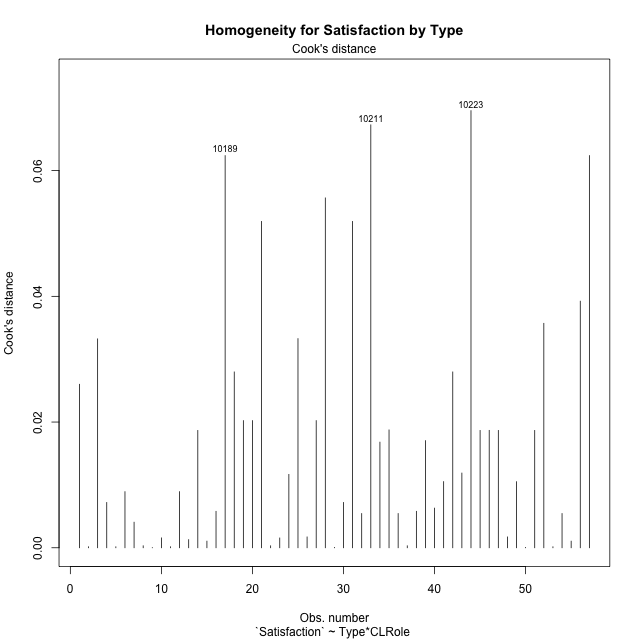 Homogeneity for Satisfaction by Type
Cook's distance
10223
10211
10189
Cook's distance
0.00
0.02
0.04
0.06
0
10
20
30
40
50
Obs. number
`Satisfaction` ~ Type*CLRole